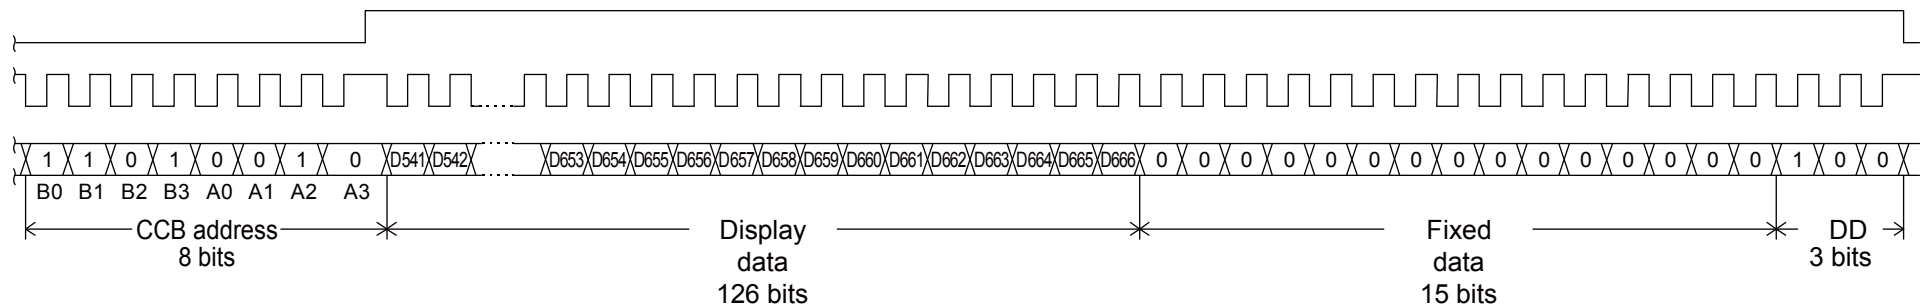 1 1 0 1 0 0 1 0 D541 D542 D653 D654 D655 D656 D657 D658 D659 D660 D661 D662 D663 D664 D665 D666 0 0 0 0 0 0 0 0 0 0 0 0 0 0 0 1 0 0
B0 B1 B2 B3 A0 A1 A2 A3
CCB address
8 bits
Display
data
126 bits
Fixed
data
15 bits
DD
3 bits